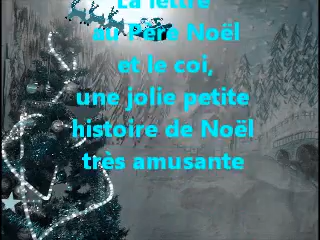 La lettre
au Père Noël
et le coi,
une jolie petite
histoire de Noël
très amusante